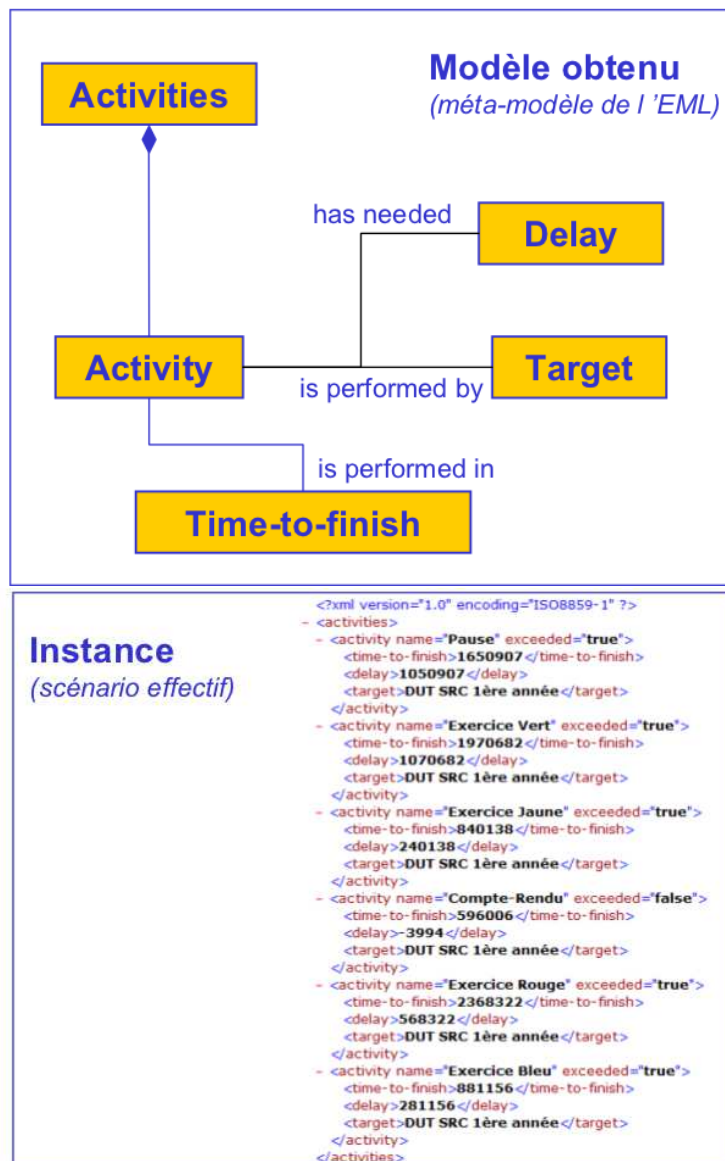 Modèle obtenu
(méta-modèle de l 'EML)
Activities
has needed
Delay
Activity
is performed by
Target
is performed in
Time-to-finish
Instance
(scénario effectif)
<?xml version="1.0" encoding="ISO8859-1" ?>
- <activities>
- <activity name="Pause" exceeded="true">
<time-to-finish>1650907</time-to-finish>
<delay>1050907</delay>
<target>DUT SRC 1ère année</target>
</activity>
- <activity name="Exercice Vert" exceeded="true">
<time-to-finish>1970682</time-to-finish>
<delay>1070682</delay>
<target>DUT SRC 1ère année</target>
</activity>
- <activity name="Exercice Jaune" exceeded="true">
<time-to-finish>840138</time-to-finish>
<delay>240138</delay>
<target>DUT SRC 1ère année</target>
</activity>
- <activity name="Compte-Rendu" exceeded="false">
<time-to-finish>596006</time-to-finish>
<delay>-3994</delay>
<target>DUT SRC 1ère année</target>
</activity>
- <activity name="Exercice Rouge" exceeded="true">
<time-to-finish>2368322</time-to-finish>
<delay>568322</delay>
<target>DUT SRC 1ère année</target>
</activity>
- <activity name="Exercice Bleu" exceeded="true">
<time-to-finish>881156</time-to-finish>
<delay>281156</delay>
<target>DUT SRC 1ère année</target>
</activity>
</activities>